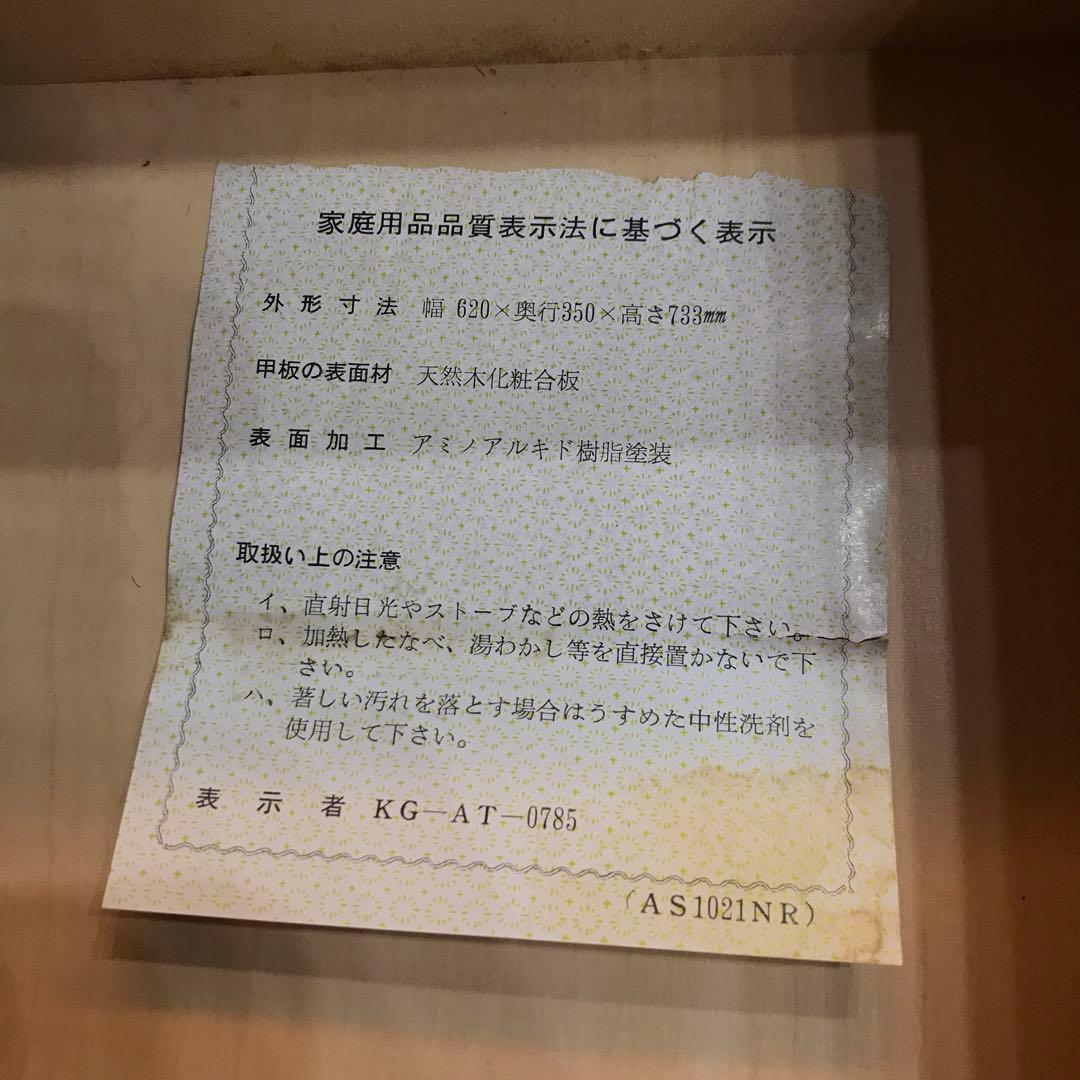 家庭用品品質表示法に基づく表示
外形寸法 幅 620×奥行350×高さ733㎜
甲板の表面材 天然木化粧合板
表面加工 アミノアルキド樹脂塗装
取扱い上の注意
イ、直射日光やストーブなどの熱をさけて下さい。
ロ、加熱したなべ、湯わかし等を直接置かないで下
さい。
ハ、著しい汚れを落とす場合はうすめた中性洗剤を
使用して下さい。
表示者 KG―AT―0785
(AS1021NR)